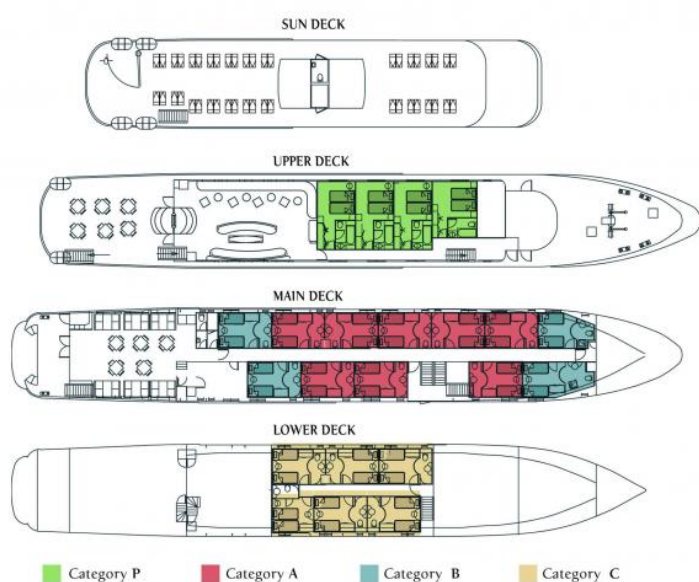 SUN DECK
UPPER DECK
MAIN DECK
LOWER DECK
Category P
Category A
Category B
Category C